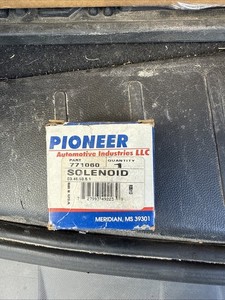 PIONEER
Automotive Industries LLC
PART QUANTITY
771060 1
SOLENOID
MERIDIAN, MS 39301